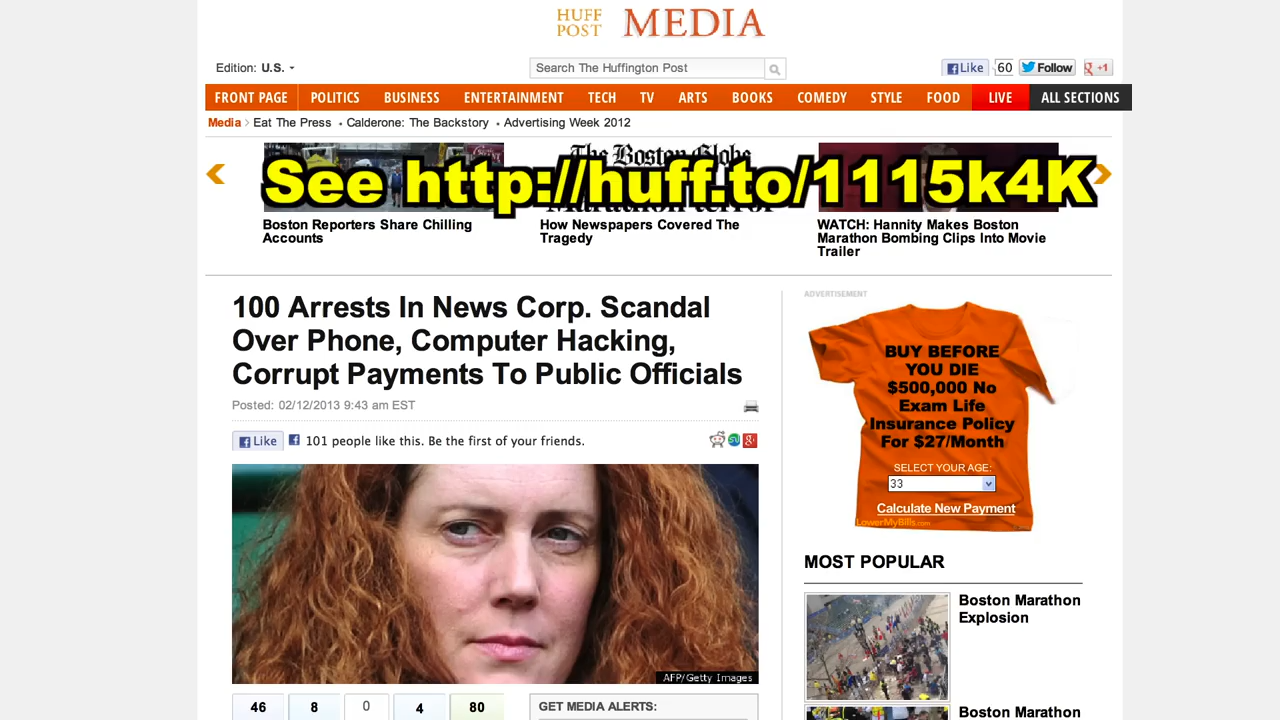 HUFF
POST
MEDIA
Edition: U.S.
Search The Huffington Post
Like
60
Follow
+1
FRONT PAGE
POLITICS
BUSINESS
ENTERTAINMENT
TECH
TV
ARTS
BOOKS
COMEDY
STYLE
FOOD
LIVE
ALL SECTIONS
Media
Eat The Press
Calderone: The Backstory
Advertising Week 2012
The Boston Globe
See http://huff.to/1115k4K
Marathon terror
Boston Reporters Share Chilling
Accounts
How Newspapers Covered The
Tragedy
WATCH: Hannity Makes Boston
Marathon Bombing Clips Into Movie
Trailer
100 Arrests In News Corp. Scandal
Over Phone, Computer Hacking,
Corrupt Payments To Public Officials
Posted: 02/12/2013 9:43 am EST
Like
101 people like this. Be the first of your friends.
AFP/Getty Images
46
8
0
4
80
GET MEDIA ALERTS:
ADVERTISEMENT
BUY BEFORE
YOU DIE
$500,000 No
Exam Life
Insurance Policy
For $27/Month
SELECT YOUR AGE:
33
Calculate New Payment
LowerMyBills.com
MOST POPULAR
Boston Marathon
Explosion
Boston Marathon